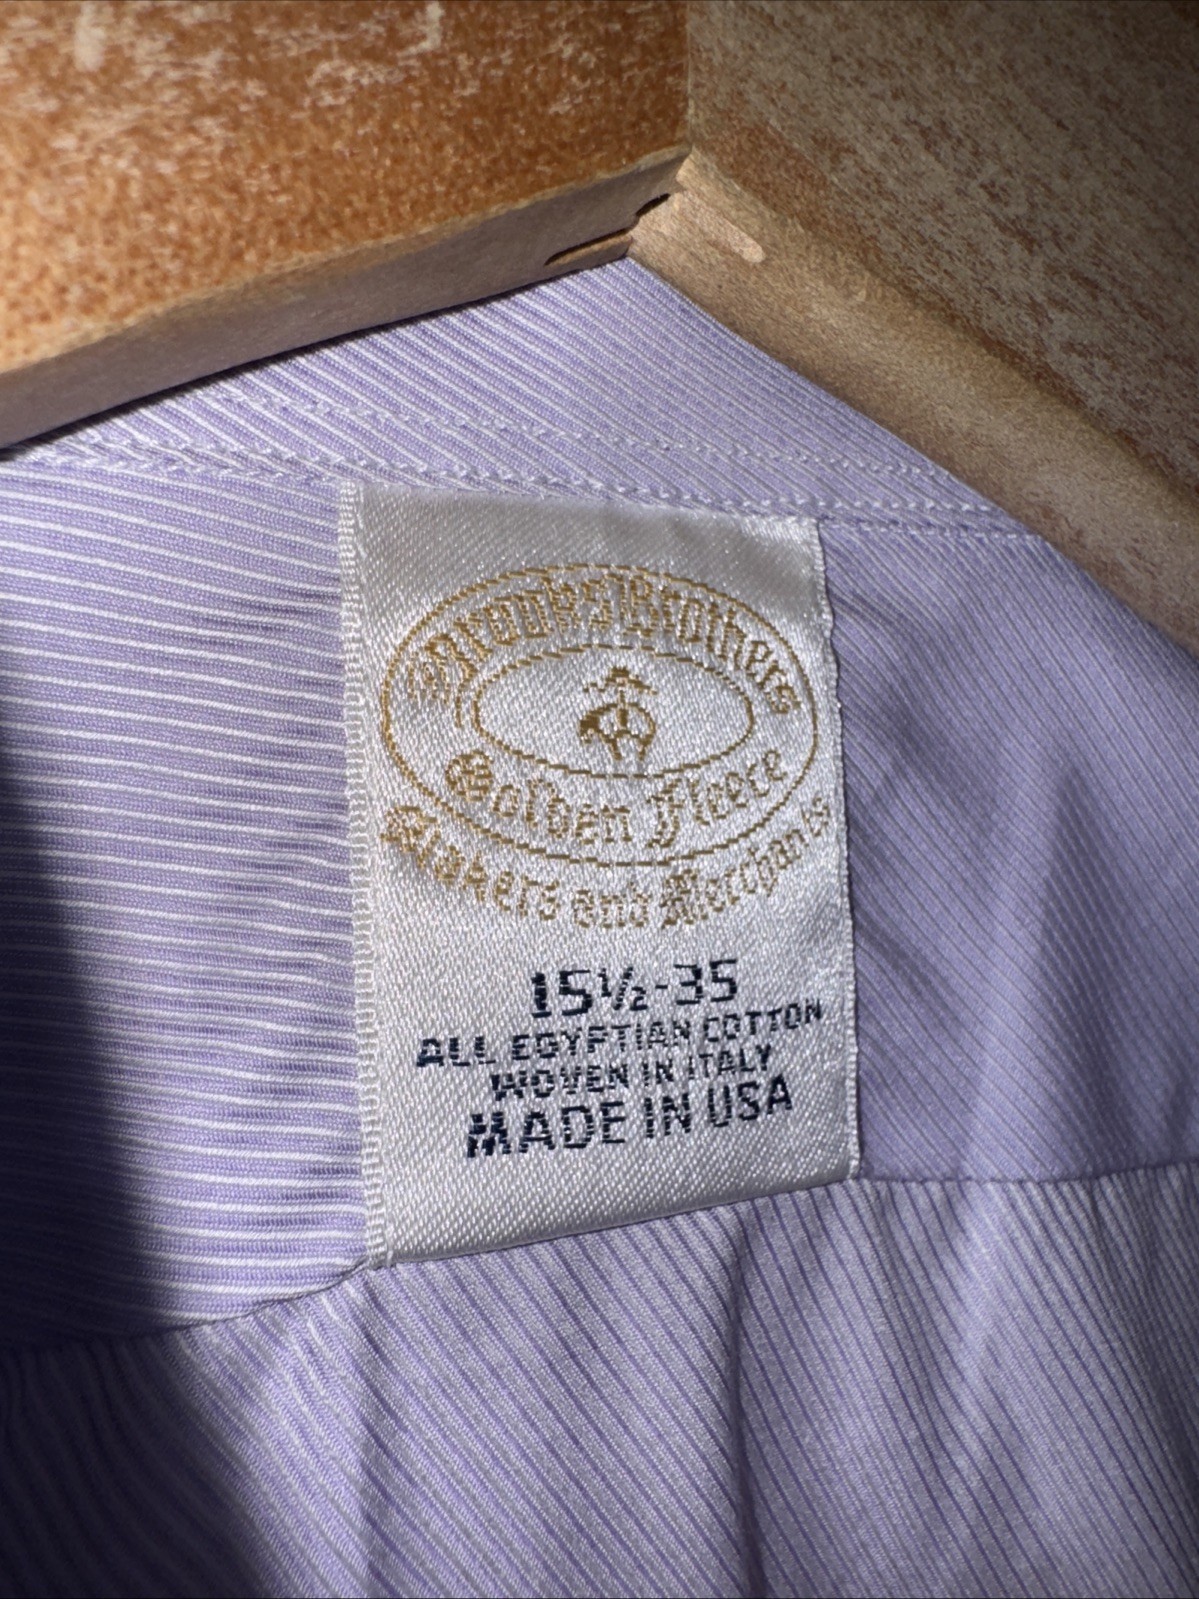 Brooks Brothers
Golden Fleece
Makers and Merchants
15½-35
ALL EGYPTIAN COTTON
WOVEN IN ITALY
MADE IN USA